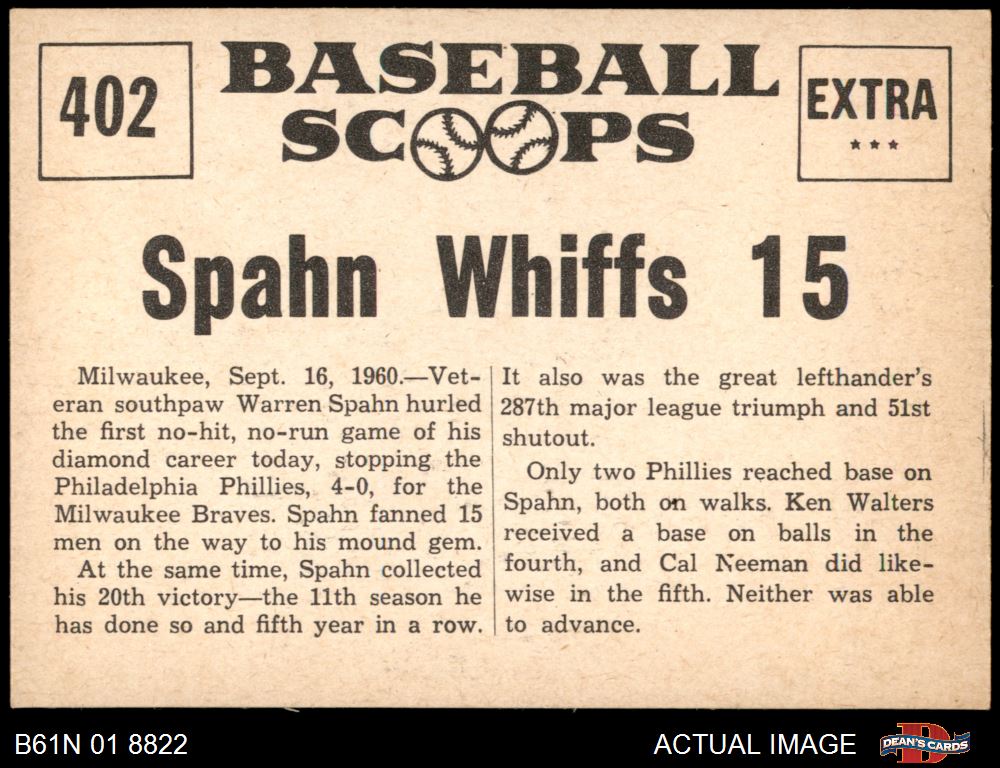 402
BASEBALL
SCOOPS
EXTRA
★ ★ ★
Spahn Whiffs 15
Milwaukee, Sept. 16, 1960.—Vet-
eran southpaw Warren Spahn hurled
the first no-hit, no-run game of his
diamond career today, stopping the
Philadelphia Phillies, 4-0, for the
Milwaukee Braves. Spahn fanned 15
men on the way to his mound gem.
At the same time, Spahn collected
his 20th victory—the 11th season he
has done so and fifth year in a row.
It also was the great lefthander's
287th major league triumph and 51st
shutout.
Only two Phillies reached base on
Spahn, both on walks. Ken Walters
received a base on balls in the
fourth, and Cal Neeman did like-
wise in the fifth. Neither was able
to advance.
B61N 01 8822
ACTUAL IMAGE
DEAN'S CARDS